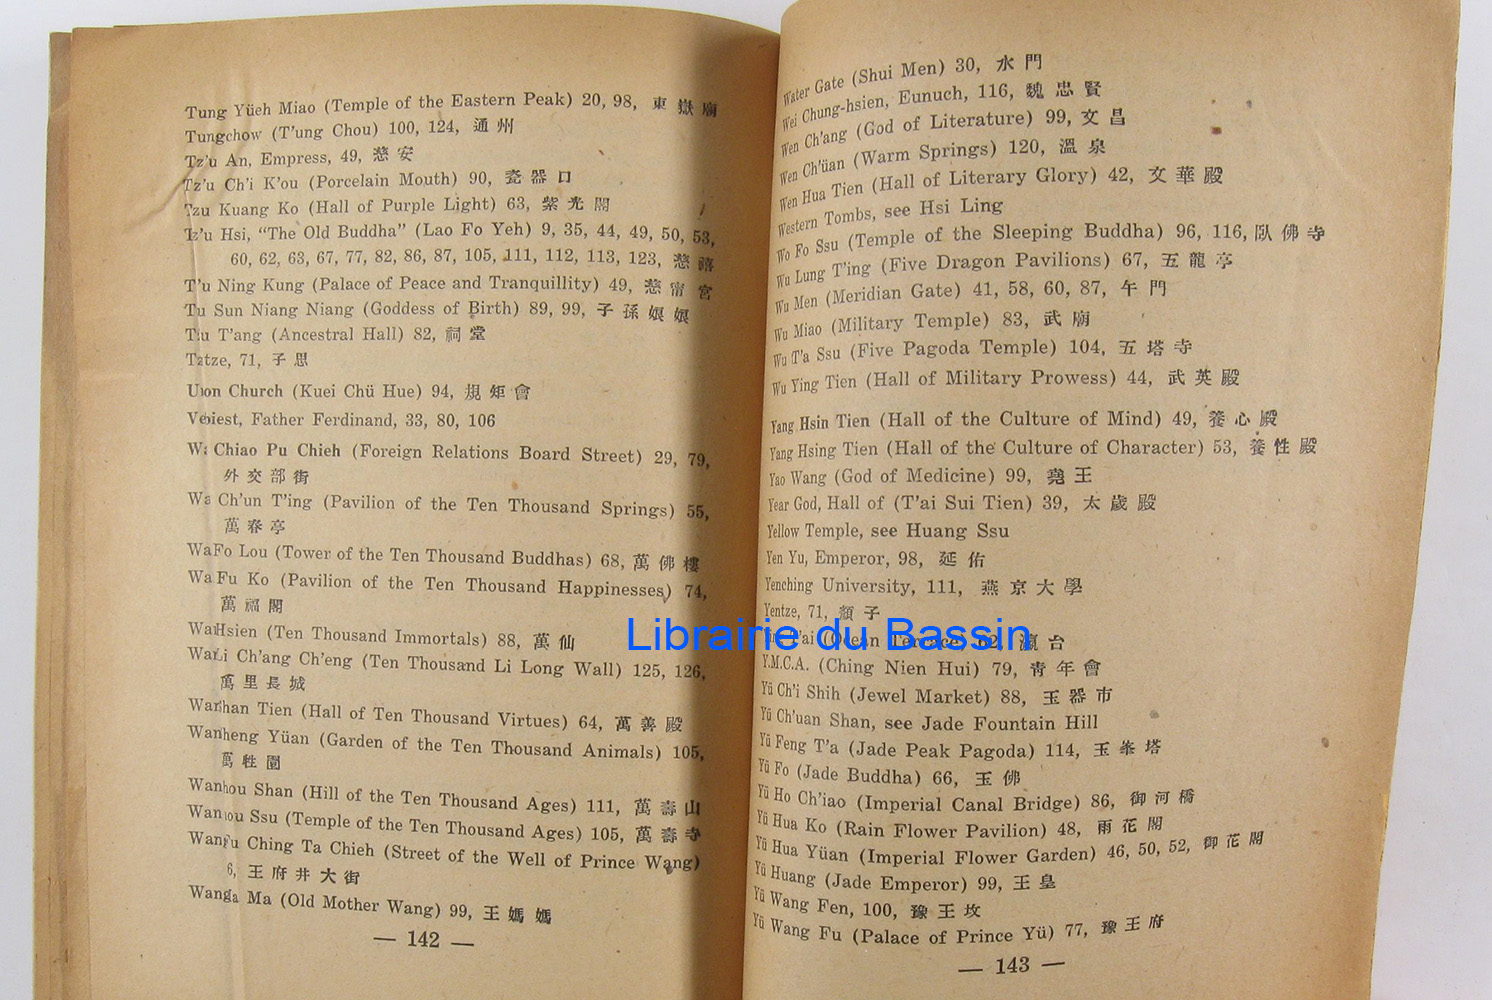 Tung Yüeh Miao (Temple of the Eastern Peak) 20, 98, 東嶽廟
Tungchow (T'ung Chou) 100, 124, 通州
Tz'u An, Empress, 49, 慈安
Tz'u Ch'i K'ou (Porcelain Mouth) 90, 瓷器口
Tzu Kuang Ko (Hall of Purple Light) 63, 紫光閣
Tz'u Hsi, "The Old Buddha" (Lao Fo Yeh) 9, 35, 44, 49, 50, 53,
60, 62, 63, 67, 77, 82, 86, 87, 105, 111, 112, 113, 123, 慈禧
T'u Ning Kung (Palace of Peace and Tranquillity) 49, 慈甯宮
Tu Sun Niang Niang (Goddess of Birth) 89, 99, 子孫娘娘
T'ang (Ancestral Hall) 82, 祠堂
71, 子思
Church (Kuei Chü Hue) 94, 規矩會
Father Ferdinand, 33, 80, 106
Chiao Pu Chieh (Foreign Relations Board Street) 29, 79,
外交部街
Ch'un T'ing (Pavilion of the Ten Thousand Springs) 55,
萬春亭
Fo Lou (Tower of the Ten Thousand Buddhas) 68, 萬佛樓
Fu Ko (Pavilion of the Ten Thousand Happinesses) 74,
萬福閣
Hsien (Ten Thousand Immortals) 88, 萬仙
Ch'ang Ch'eng (Ten Thousand Li Long Wall) 125, 126,
萬里長城
Tien (Hall of Ten Thousand Virtues) 64, 萬善殿
Yüan (Garden of the Ten Thousand Animals) 105,
萬牲園
Shan (Hill of the Ten Thousand Ages) 111, 萬壽山
Ssu (Temple of the Ten Thousand Ages) 105, 萬壽寺
Ching Ta Chieh (Street of the Well of Prince Wang)
6, 王府井大街
Ma (Old Mother Wang) 99, 王媽媽
— 142 —
Water Gate (Shui Men) 30, 水門
Wei Chung-hsien, Eunuch, 116, 魏忠賢
Wen Ch'ang (God of Literature) 99, 文昌
Wen Ch'üan (Warm Springs) 120, 溫泉
Wen Hua Tien (Hall of Literary Glory) 42, 文華殿
Western Tombs, see Hsi Ling
Wo Fo Ssu (Temple of the Sleeping Buddha) 96, 116, 臥佛寺
Wu Lung T'ing (Five Dragon Pavilions) 67, 五龍亭
Wu Men (Meridian Gate) 41, 58, 60, 87, 午門
Wu Miao (Military Temple) 83, 武廟
Wu T'a Ssu (Five Pagoda Temple) 104, 五塔寺
Wu Ying Tien (Hall of Military Prowess) 44, 武英殿
Yang Hsin Tien (Hall of the Culture of Mind) 49, 養心殿
Yang Hsing Tien (Hall of the Culture of Character) 53, 養性殿
Yao Wang (God of Medicine) 99, 堯王
Year God, Hall of (T'ai Sui Tien) 39, 太歲殿
Yellow Temple, see Huang Ssu
Yen Yu, Emperor, 98, 延佑
Yenching University, 111, 燕京大學
Yentze, 71, 顏子
T'ai (Ocean Terrace) 62, 瀛台
Y.M.C.A. (Ching Nien Hui) 79, 青年會
Yü Ch'i Shih (Jewel Market) 88, 玉器市
Yü Ch'uan Shan, see Jade Fountain Hill
Yü Feng T'a (Jade Peak Pagoda) 114, 玉峯塔
Yü Fo (Jade Buddha) 66, 玉佛
Yü Ho Ch'iao (Imperial Canal Bridge) 86, 御河橋
Yü Hua Ko (Rain Flower Pavilion) 48, 雨花閣
Yü Hua Yüan (Imperial Flower Garden) 46, 50, 52, 御花閣
Yü Huang (Jade Emperor) 99, 王皇
Yü Wang Fen, 100, 豫王坟
Yü Wang Fu (Palace of Prince Yü) 77, 豫王府
— 143 —
Librairie du Bassin